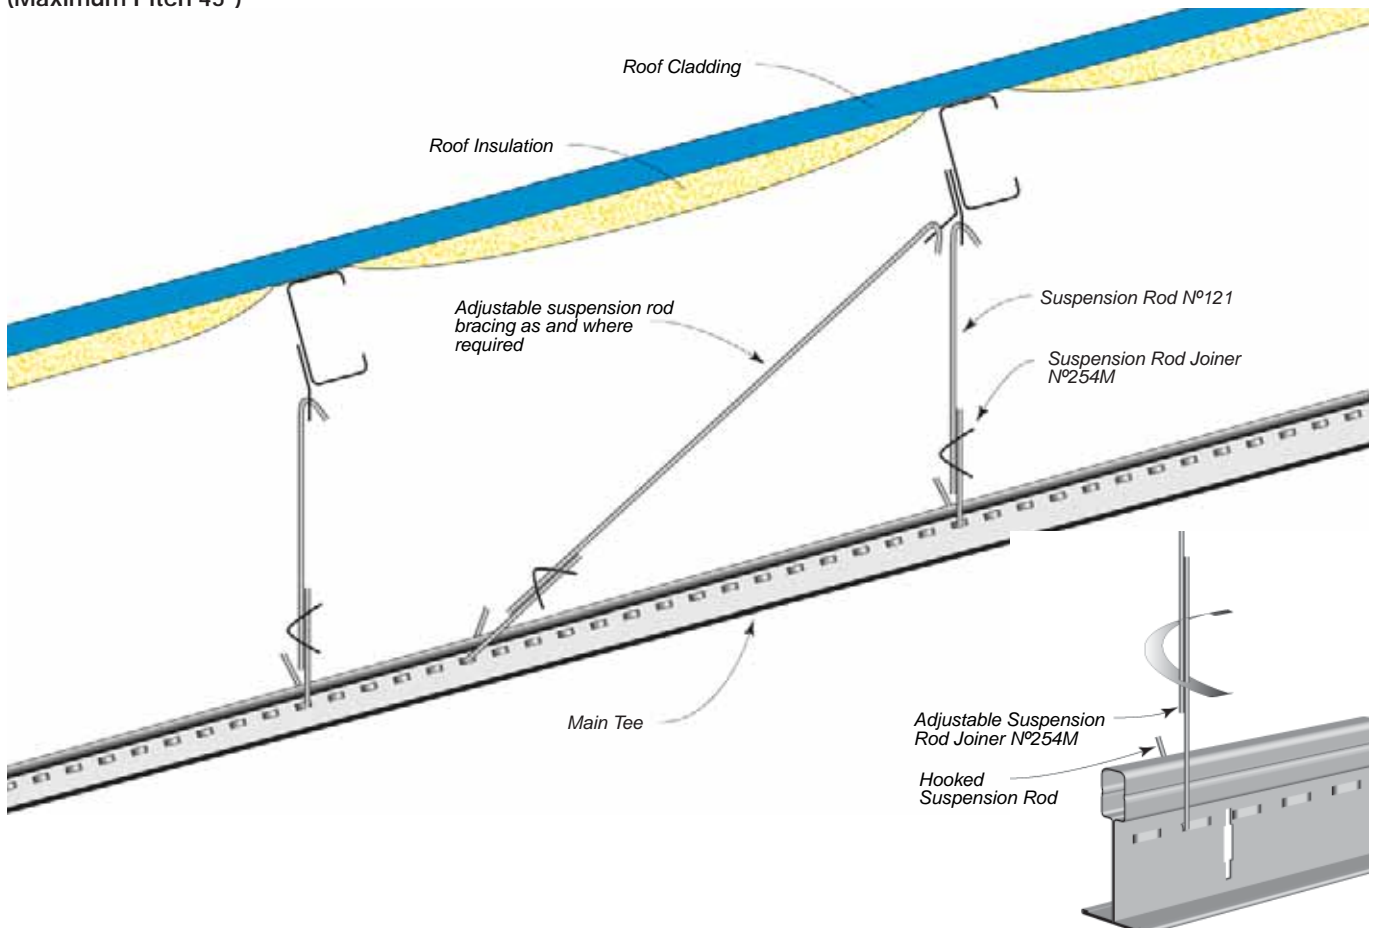 (Maximum Pitch 45°)
Roof Cladding
Roof Insulation
Adjustable suspension rod
bracing as and where
required
Suspension Rod Nº121
Suspension Rod Joiner
Nº254M
Main Tee
Adjustable Suspension
Rod Joiner Nº254M
Hooked
Suspension Rod